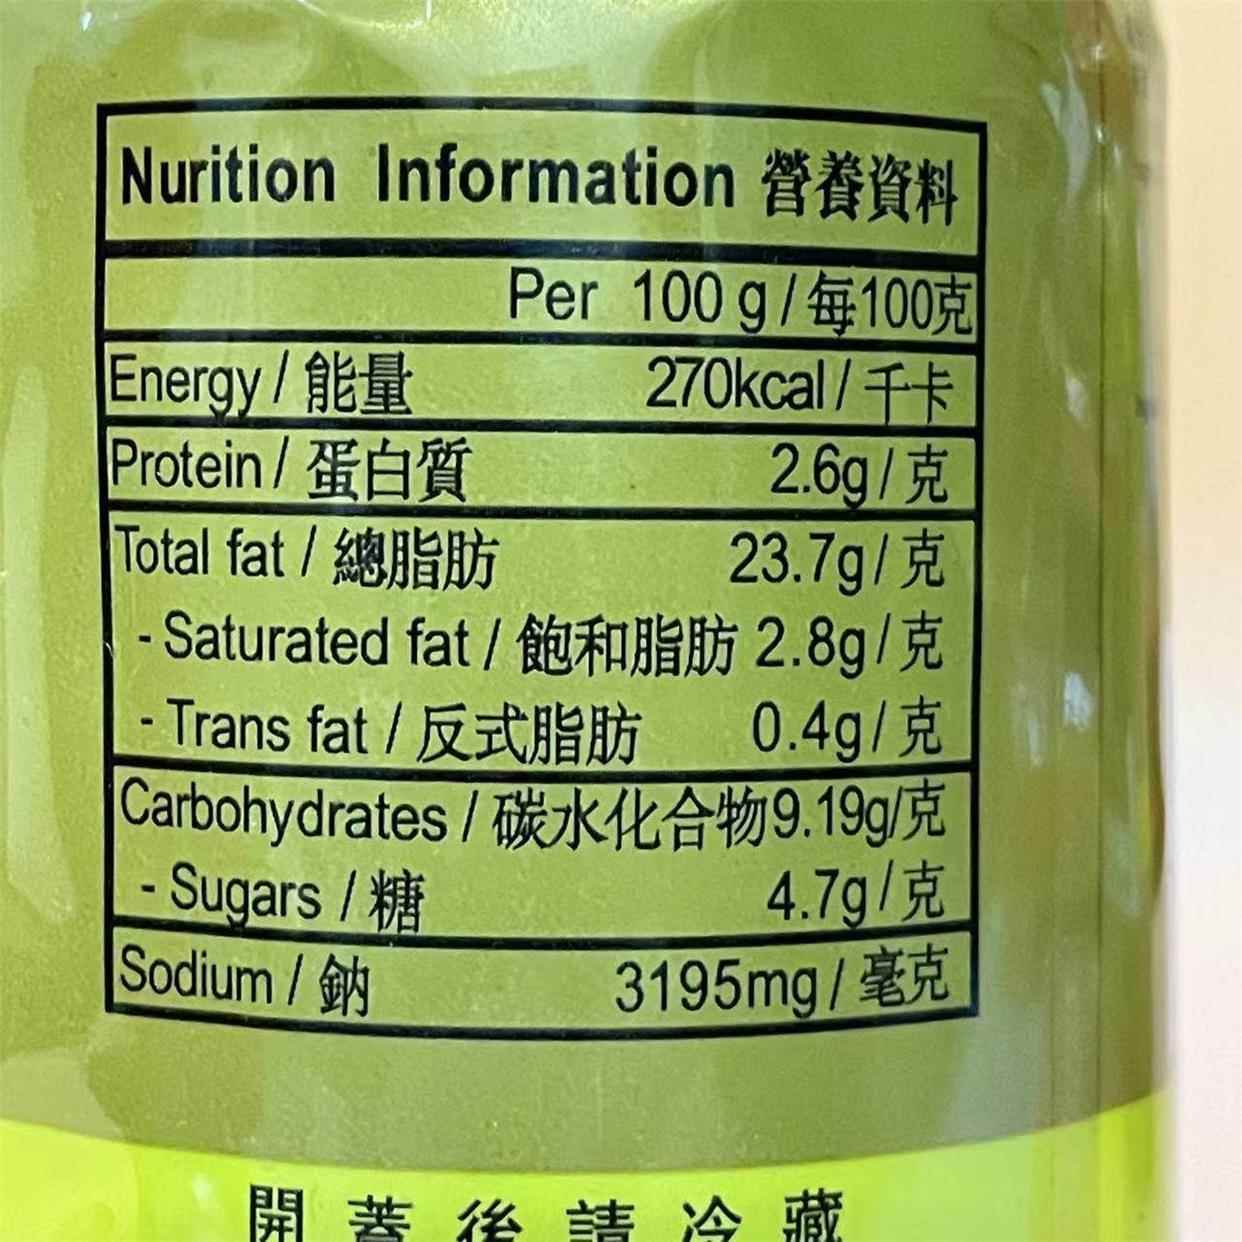 Nurition Information 營養資料
Per 100 g / 每100克
Energy / 能量 270kcal / 千卡
Protein / 蛋白質 2.6g / 克
Total fat / 總脂肪 23.7g / 克
- Saturated fat / 飽和脂肪 2.8g / 克
- Trans fat / 反式脂肪 0.4g / 克
Carbohydrates / 碳水化合物 9.19g/克
- Sugars / 糖 4.7g / 克
Sodium / 鈉 3195mg / 毫克
開蓋後請冷藏